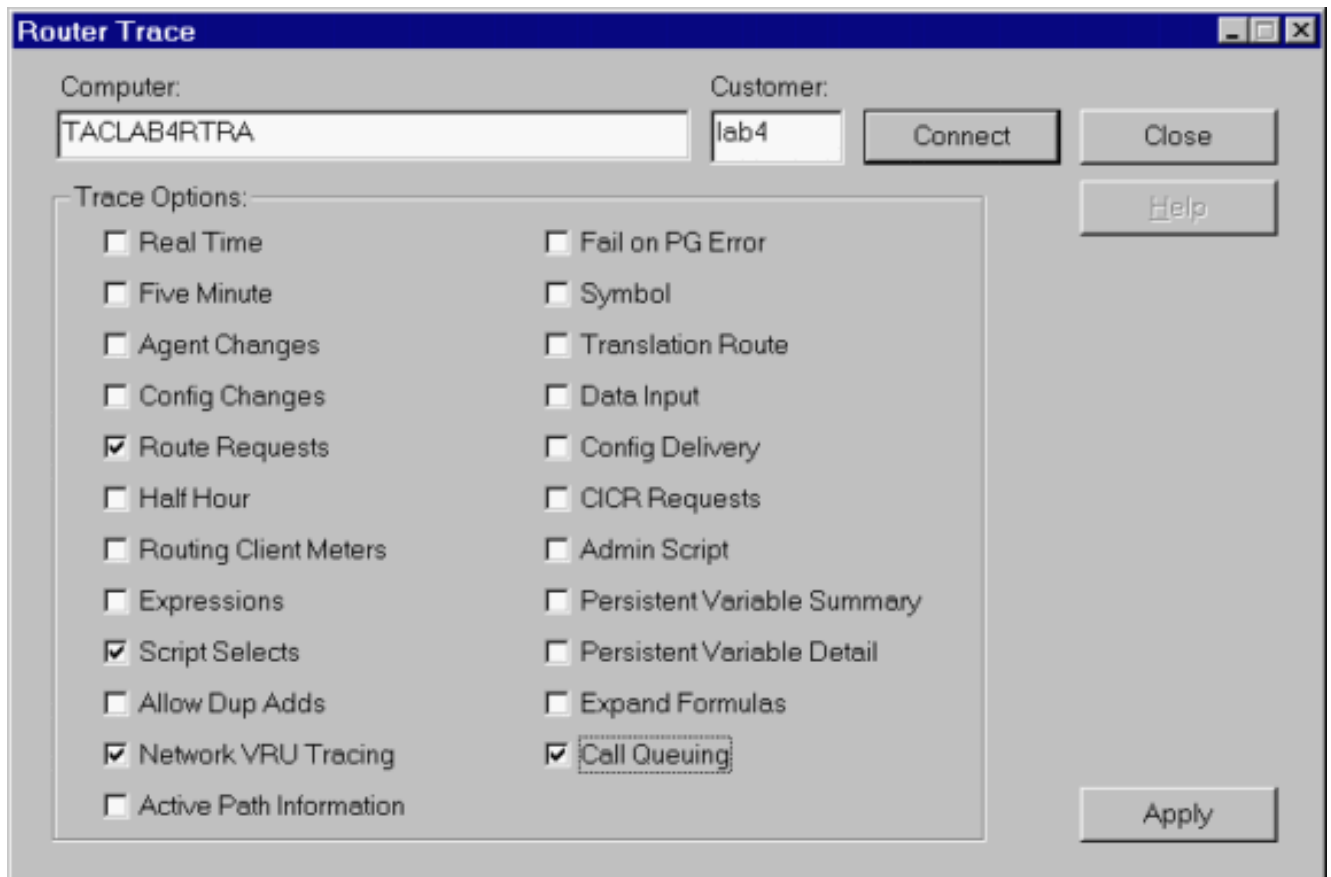 Router Trace
Computer:
Customer:
TACLAB4RTRA
lab4
Connect
Close
Help
Trace Options:
Real Time
Five Minute
Agent Changes
Config Changes
Route Requests
Half Hour
Routing Client Meters
Expressions
Script Selects
Allow Dup Adds
Network VRU Tracing
Active Path Information
Fail on PG Error
Symbol
Translation Route
Data Input
Config Delivery
CICR Requests
Admin Script
Persistent Variable Summary
Persistent Variable Detail
Expand Formulas
Call Queuing
Apply